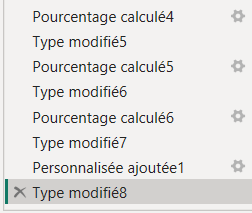 Pourcentage calculé4
Type modifié5
Pourcentage calculé5
Type modifié6
Pourcentage calculé6
Type modifié7
Personnalisée ajoutée1
Type modifié8